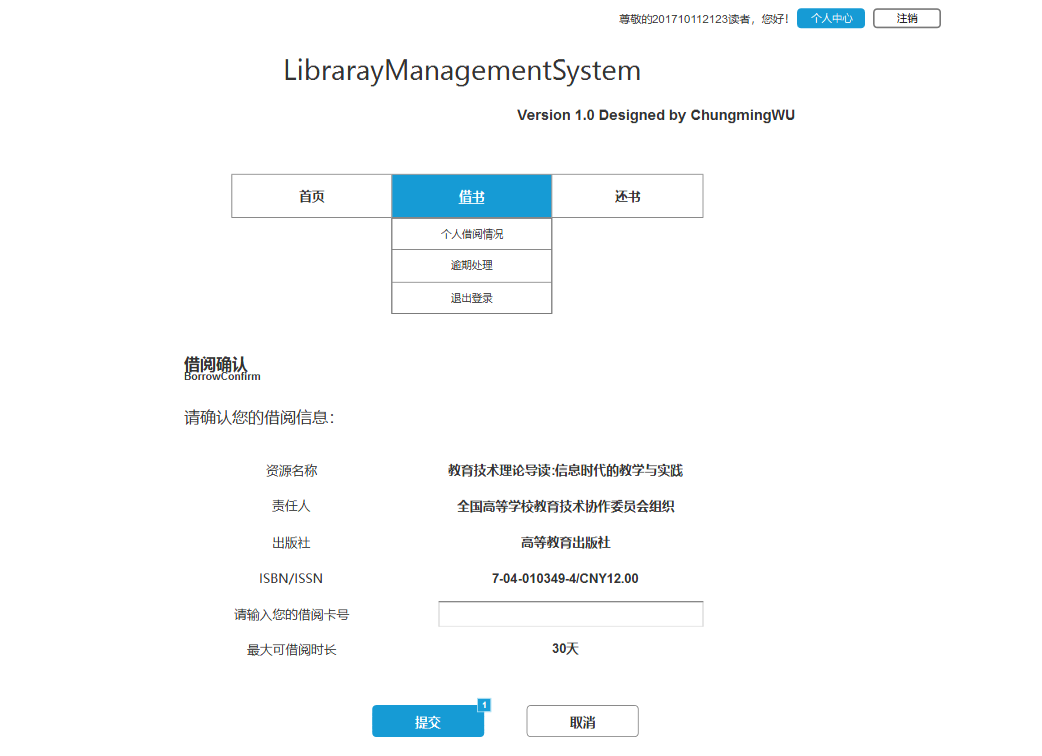 尊敬的201710112123读者，您好！ 个人中心 注销
LibrarayManagementSystem
Version 1.0 Designed by ChungmingWU
首页 借书 还书
个人借阅情况
逾期处理
退出登录
借阅确认
BorrowConfirm
请确认您的借阅信息：
资源名称 教育技术理论导读:信息时代的教学与实践
责任人 全国高等学校教育技术协作委员会组织
出版社 高等教育出版社
ISBN/ISSN 7-04-010349-4/CNY12.00
请输入您的借阅卡号
最大可借阅时长 30天
提交 1 取消